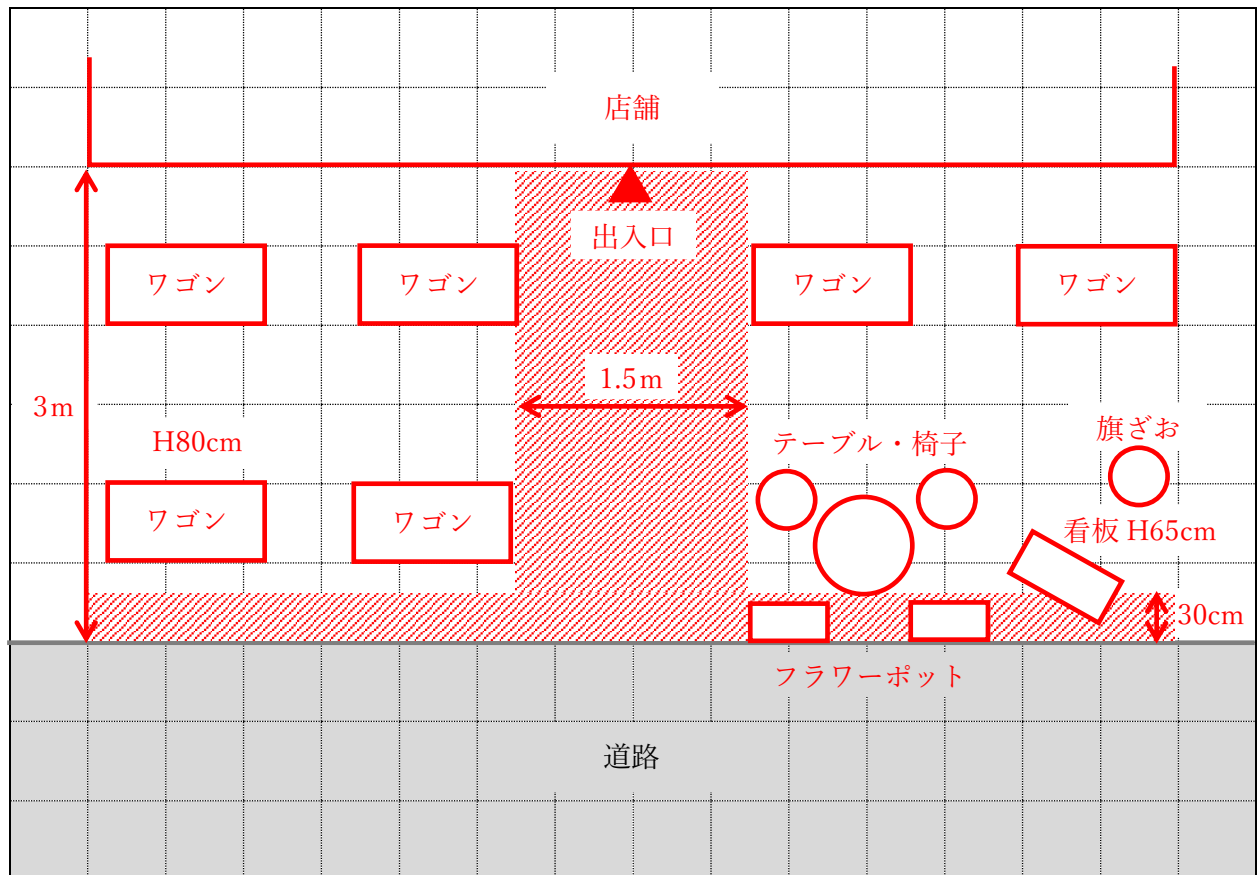 店舗
出入口
ワゴン
ワゴン
ワゴン
ワゴン
1.5m
3m
H80cm
テーブル・椅子
旗ざお
ワゴン
ワゴン
看板 H65cm
30cm
フラワーポット
道路